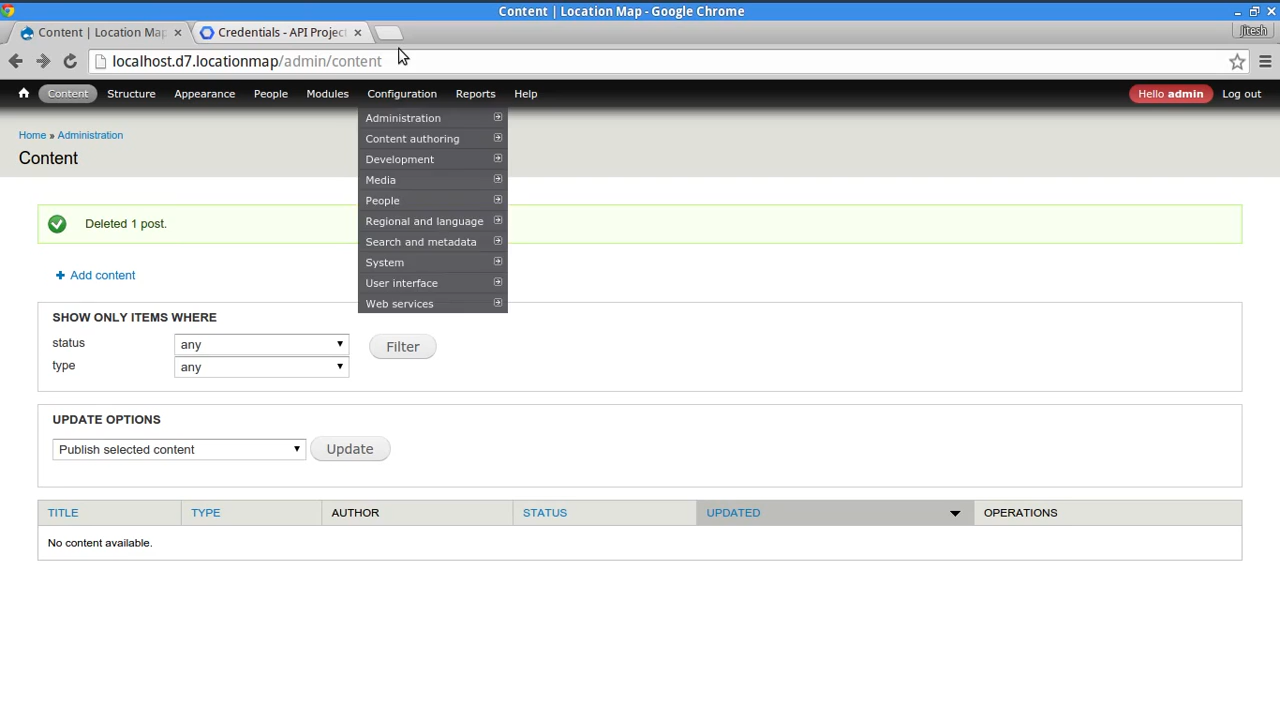 Content | Location Map - Google Chrome
Content | Location Map
Credentials - API Project
Jitesh
localhost.d7.locationmap/admin/content
Content Structure Appearance People Modules Configuration Reports Help Hello admin Log out
Administration
Content authoring
Development
Media
People
Regional and language
Search and metadata
System
User interface
Web services
Home » Administration
Content
Deleted 1 post.
Add content
SHOW ONLY ITEMS WHERE
status any
type any
Filter
UPDATE OPTIONS
Publish selected content Update
TITLE TYPE AUTHOR STATUS UPDATED OPERATIONS
No content available.